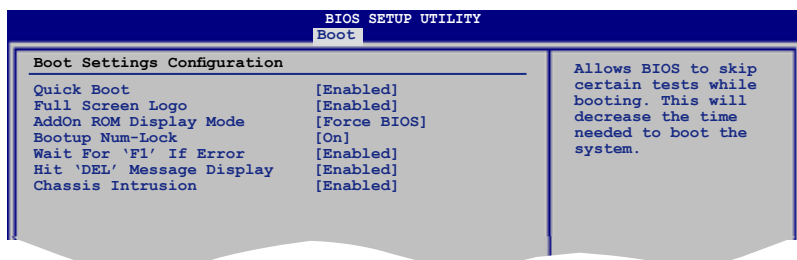 BIOS SETUP UTILITY
Boot
Boot Settings Configuration
Quick Boot [Enabled]
Full Screen Logo [Enabled]
AddOn ROM Display Mode [Force BIOS]
Bootup Num-Lock [On]
Wait For ‘F1’ If Error [Enabled]
Hit ‘DEL’ Message Display [Enabled]
Chassis Intrusion [Enabled]
Allows BIOS to skip
certain tests while
booting. This will
decrease the time
needed to boot the
system.